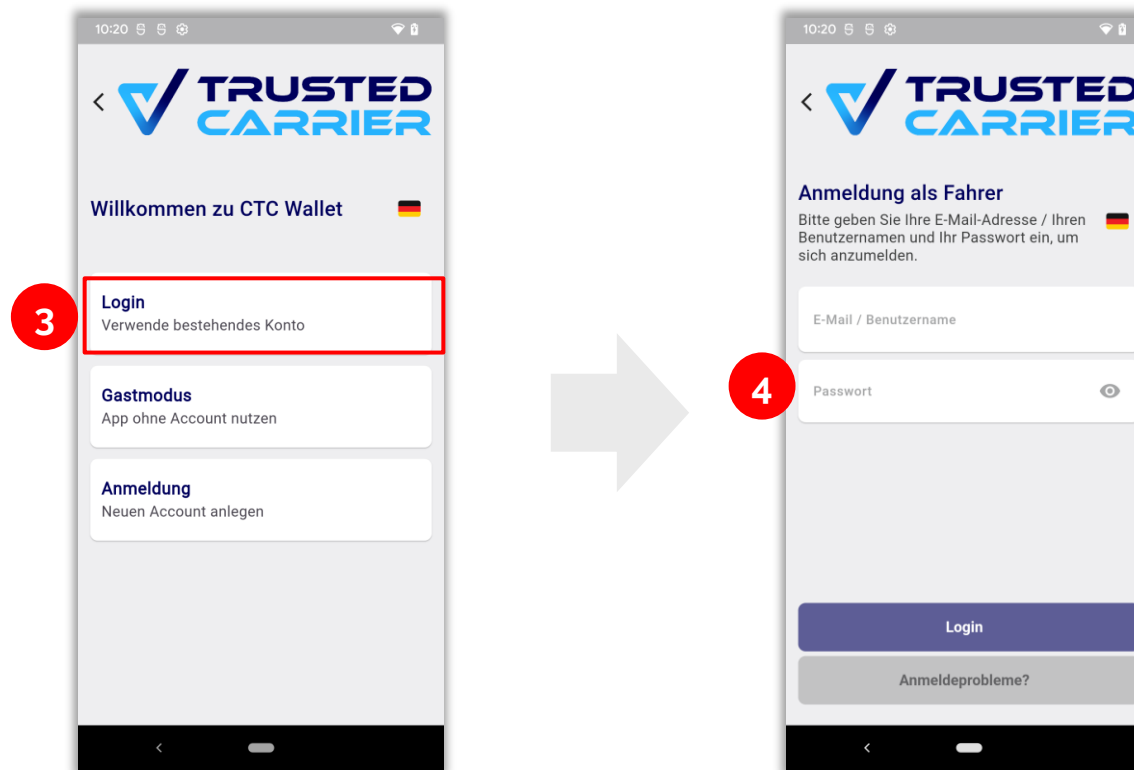 10:20
TRUSTED
CARRIER
Willkommen zu CTC Wallet
3
Login
Verwende bestehendes Konto
Gastmodus
App ohne Account nutzen
Anmeldung
Neuen Account anlegen
10:20
TRUSTED
CARRIER
Anmeldung als Fahrer
Bitte geben Sie Ihre E-Mail-Adresse / Ihren
Benutzernamen und Ihr Passwort ein, um
sich anzumelden.
E-Mail / Benutzername
4
Passwort
Login
Anmeldeprobleme?